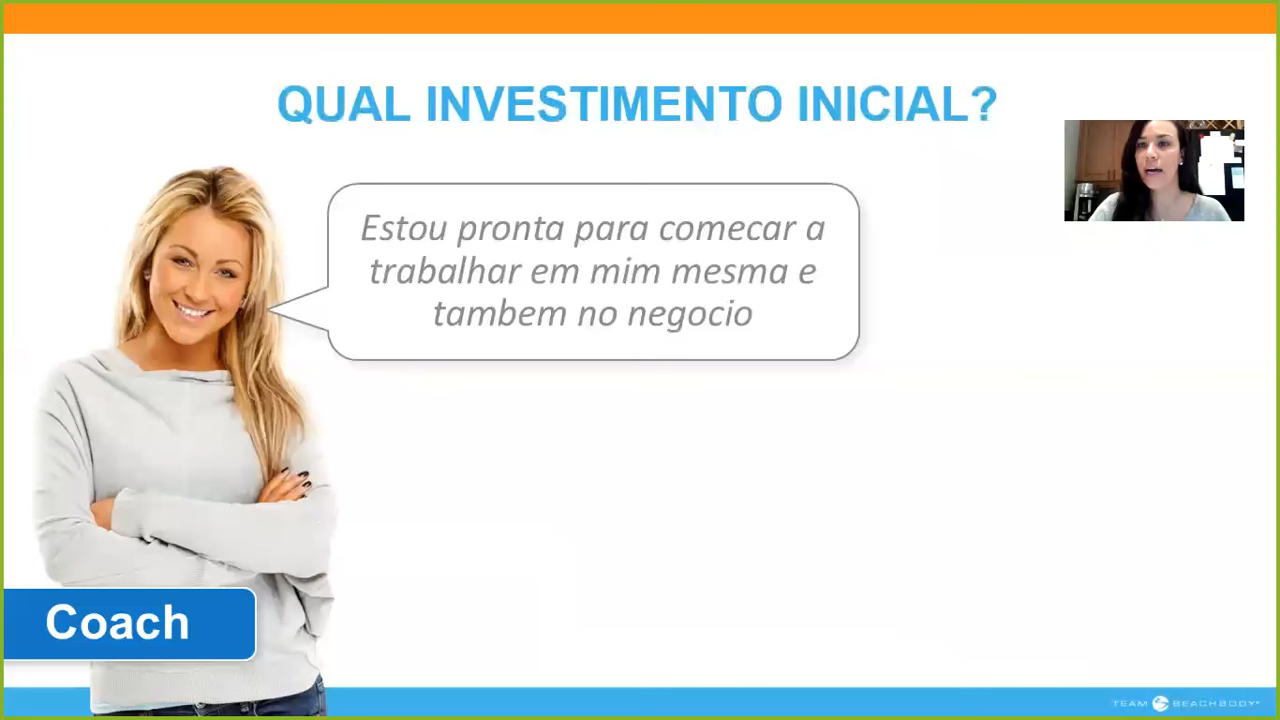 QUAL INVESTIMENTO INICIAL?
Estou pronta para comecar a
trabalhar em mim mesma e
tambem no negocio
Coach
TEAM BEACHBODY